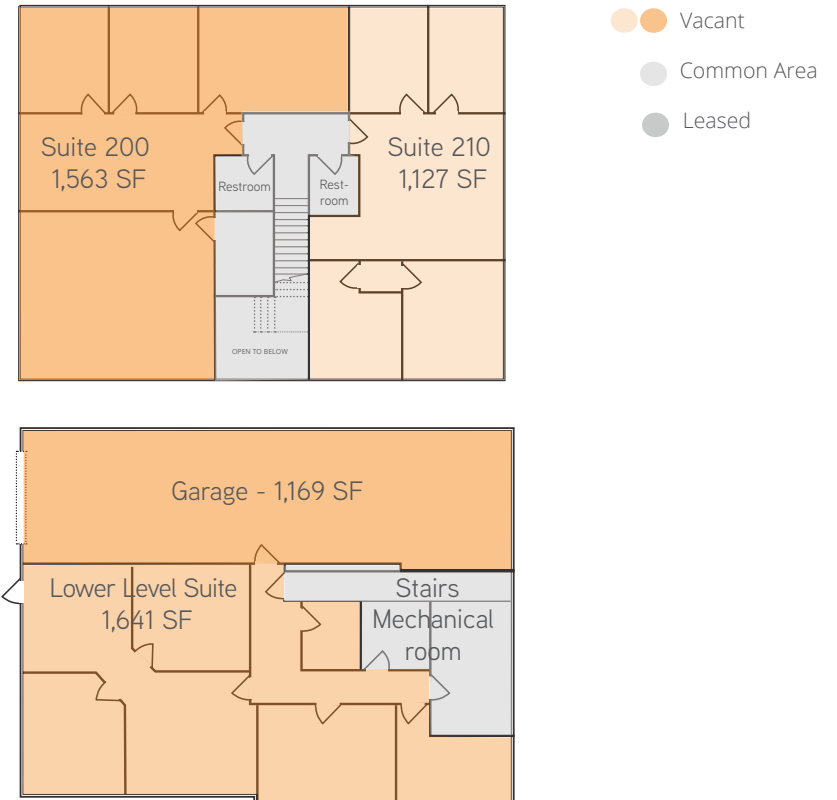 Vacant
Common Area
Leased
Suite 200
1,563 SF
Suite 210
1,127 SF
Restroom
Rest-
room
OPEN TO BELOW
Garage - 1,169 SF
Lower Level Suite
1,641 SF
Stairs
Mechanical
room